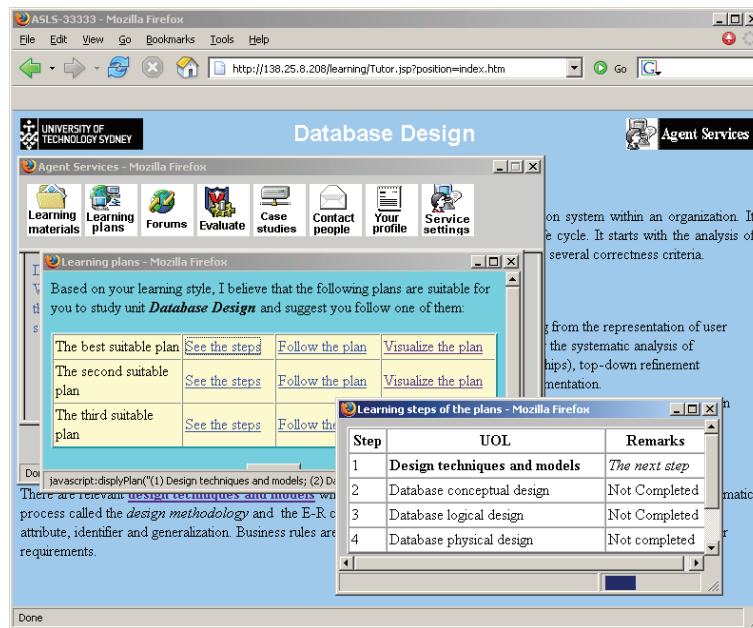 ASLS-33333 - Mozilla Firefox
File Edit View Go Bookmarks Tools Help
http://138.25.8.208/learning/Tutor.jsp?position=index.htm Go G
UNIVERSITY OF
TECHNOLOGY SYDNEY
Database Design
Agent Services
Agent Services - Mozilla Firefox
Learning materials
Learning plans
Forums
Evaluate
Case studies
Contact people
Your profile
Service settings
on system within an organization. It
cycle. It starts with the analysis of
several correctness criteria.
Learning plans - Mozilla Firefox
Based on your learning style, I believe that the following plans are suitable for
you to study unit Database Design and suggest you follow one of them:
The best suitable plan See the steps Follow the plan Visualize the plan
The second suitable plan See the steps Follow the plan Visualize the plan
The third suitable plan See the steps Follow the
from the representation of user
the systematic analysis of
hips), top-down refinement
mentation.
javascript:displyPlan("(1) Design techniques and models; (2) Da
Learning steps of the plans - Mozilla Firefox
Step UOL Remarks
1 Design techniques and models The next step
2 Database conceptual design Not Completed
3 Database logical design Not Completed
4 Database physical design Not completed
There are relevant design techniques and models
process called the design methodology and the E-R
attribute, identifier and generalization. Business rules are
requirements.
Done